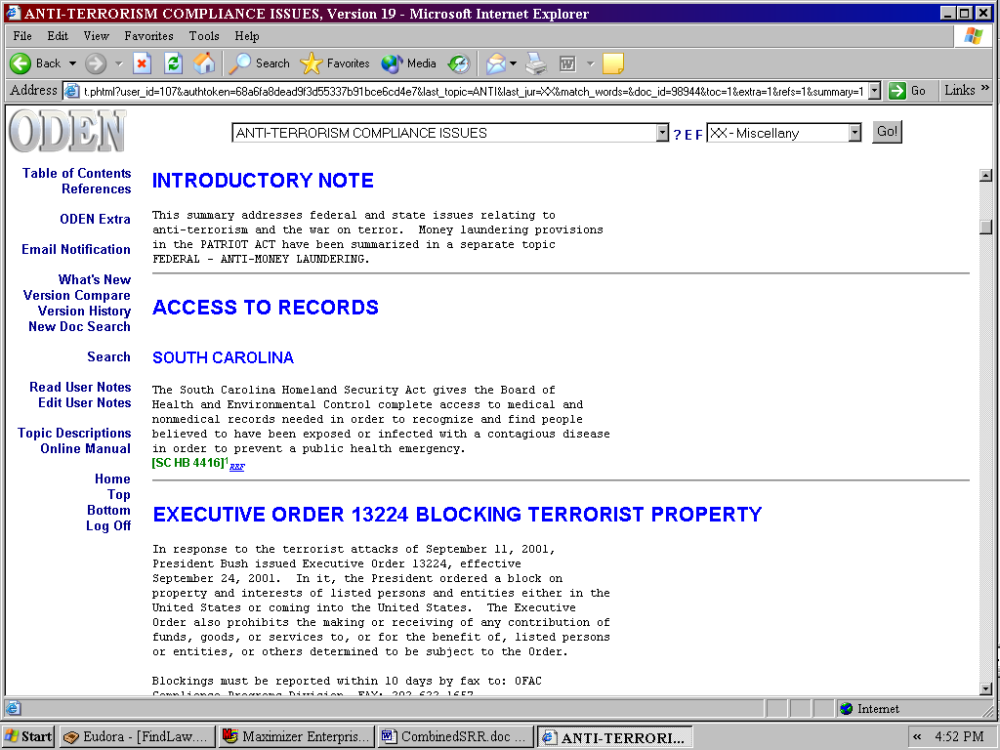 ANTI-TERRORISM COMPLIANCE ISSUES, Version 19 - Microsoft Internet Explorer
File Edit View Favorites Tools Help
Back Search Favorites Media
Address t.phtml?user_id=107&authtoken=68a6fa8dead9f3d55337b91bce6cd4e7&last_topic=ANTI&last_jur=XX&match_words=&doc_id=98944&toc=1&extra=1&refs=1&summary=1 Go Links »
ODEN
ANTI-TERRORISM COMPLIANCE ISSUES ? E F XX - Miscellany Go!
Table of Contents
References
ODEN Extra
Email Notification
What's New
Version Compare
Version History
New Doc Search
Search
Read User Notes
Edit User Notes
Topic Descriptions
Online Manual
Home
Top
Bottom
Log Off
INTRODUCTORY NOTE
This summary addresses federal and state issues relating to
anti-terrorism and the war on terror. Money laundering provisions
in the PATRIOT ACT have been summarized in a separate topic
FEDERAL - ANTI-MONEY LAUNDERING.
ACCESS TO RECORDS
SOUTH CAROLINA
The South Carolina Homeland Security Act gives the Board of
Health and Environmental Control complete access to medical and
nonmedical records needed in order to recognize and find people
believed to have been exposed or infected with a contagious disease
in order to prevent a public health emergency.
[SC HB 4416]1 REF
EXECUTIVE ORDER 13224 BLOCKING TERRORIST PROPERTY
In response to the terrorist attacks of September 11, 2001,
President Bush issued Executive Order 13224, effective
September 24, 2001. In it, the President ordered a block on
property and interests of listed persons and entities either in the
United States or coming into the United States. The Executive
Order also prohibits the making or receiving of any contribution of
funds, goods, or services to, or for the benefit of, listed persons
or entities, or others determined to be subject to the Order.
Blockings must be reported within 10 days by fax to: OFAC
Compliance Programs Division, FAX: 202-622-1657
Internet
Start Eudora - [FindLaw.... Maximizer Enterpris... CombinedSRR.doc ... ANTI-TERRORI... « 4:52 PM